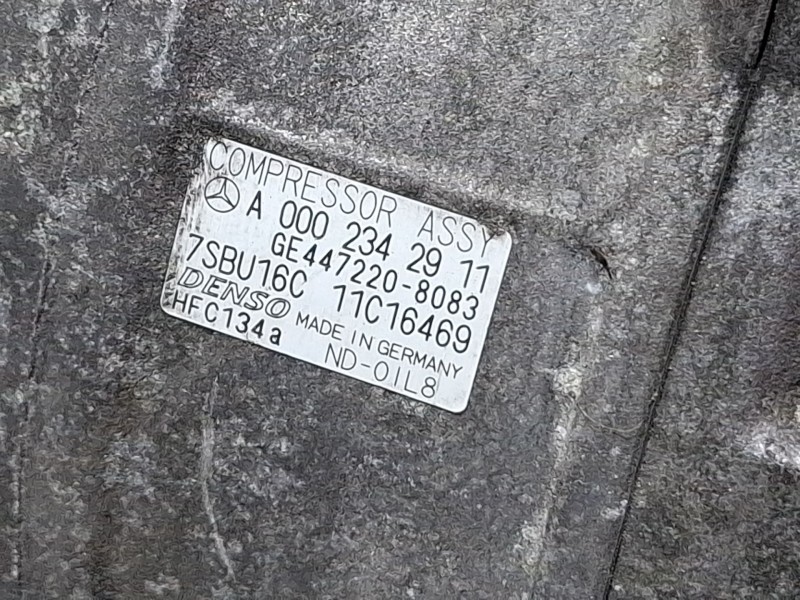 COMPRESSOR ASSY
A 000 234 29 11
GE447220-8083
7SBU16C 11C16469
DENSO MADE IN GERMANY
HFC134a ND-OIL8